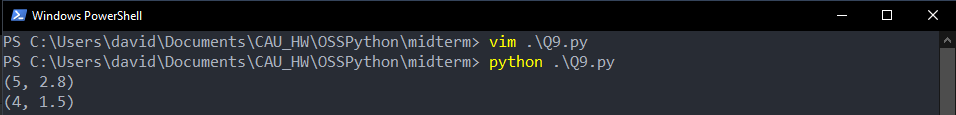 Windows PowerShell
PS C:\Users\david\Documents\CAU_HW\OSSPython\midterm> vim .\Q9.py
PS C:\Users\david\Documents\CAU_HW\OSSPython\midterm> python .\Q9.py
(5, 2.8)
(4, 1.5)